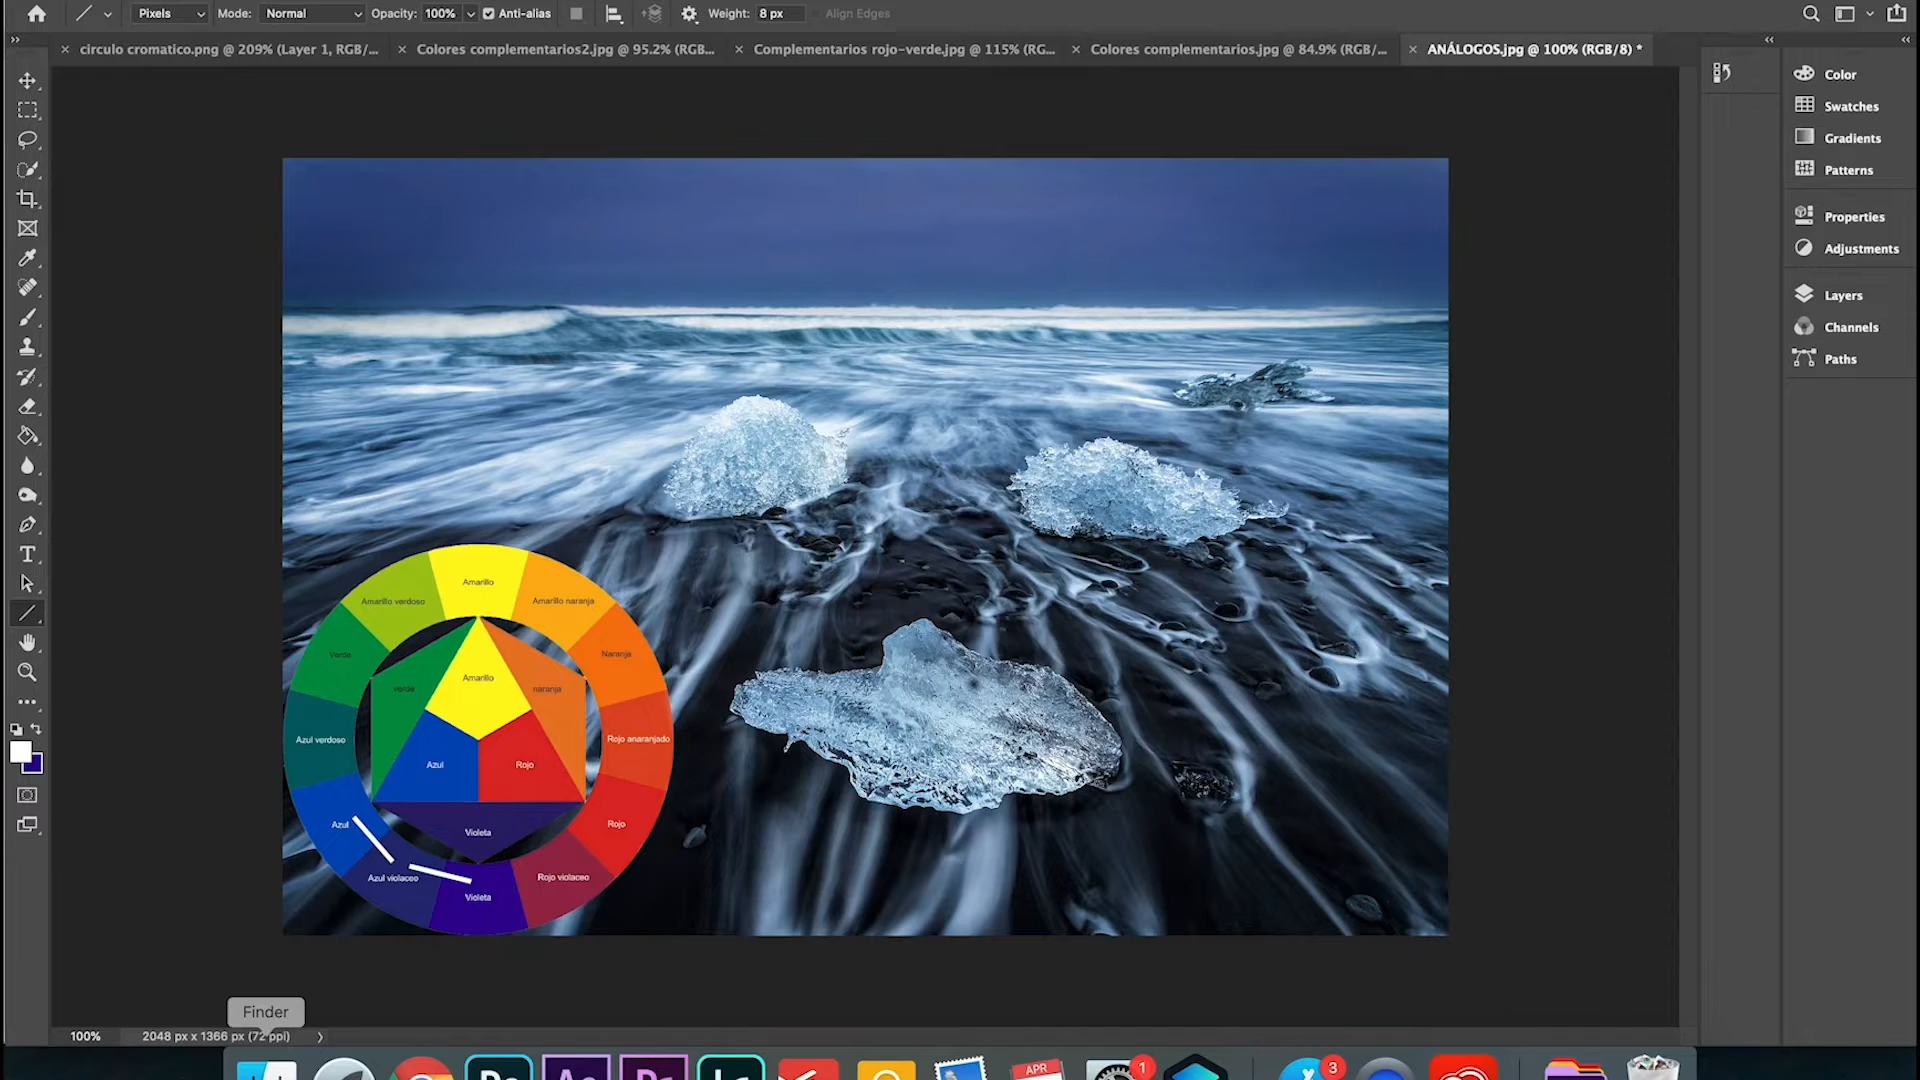 Pixels Mode: Normal Opacity: 100% Anti-alias Weight: 8 px Align Edges
circulo cromatico.png @ 209% (Layer 1, RGB/... Colores complementarios2.jpg @ 95.2% (RGB... Complementarios rojo-verde.jpg @ 115% (RG... Colores complementarios.jpg @ 84.9% (RGB/... ANÁLOGOS.jpg @ 100% (RGB/8) *
Color
Swatches
Gradients
Patterns
Properties
Adjustments
Layers
Channels
Paths
Amarillo
Amarillo verdoso
Amarillo naranja
Verde
Naranja
Amarillo
verde
naranja
Azul verdoso
Rojo anaranjado
Azul
Rojo
Azul
Violeta
Rojo
Azul violaceo
Rojo violaceo
Violeta
Finder
100% 2048 px x 1366 px (72 ppi)
APR
1
3